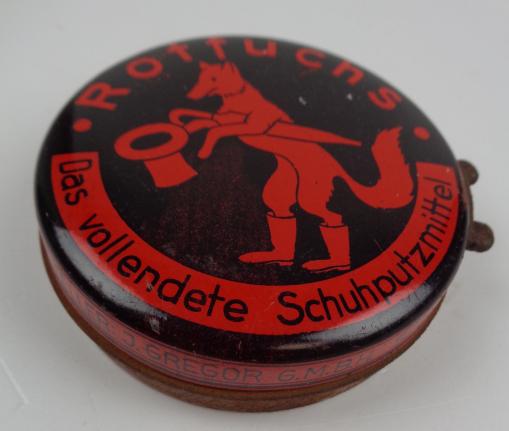 • Rotfuchs •
Das vollendete Schuhputzmittel
R. J. GREGOR G.M.B.H.